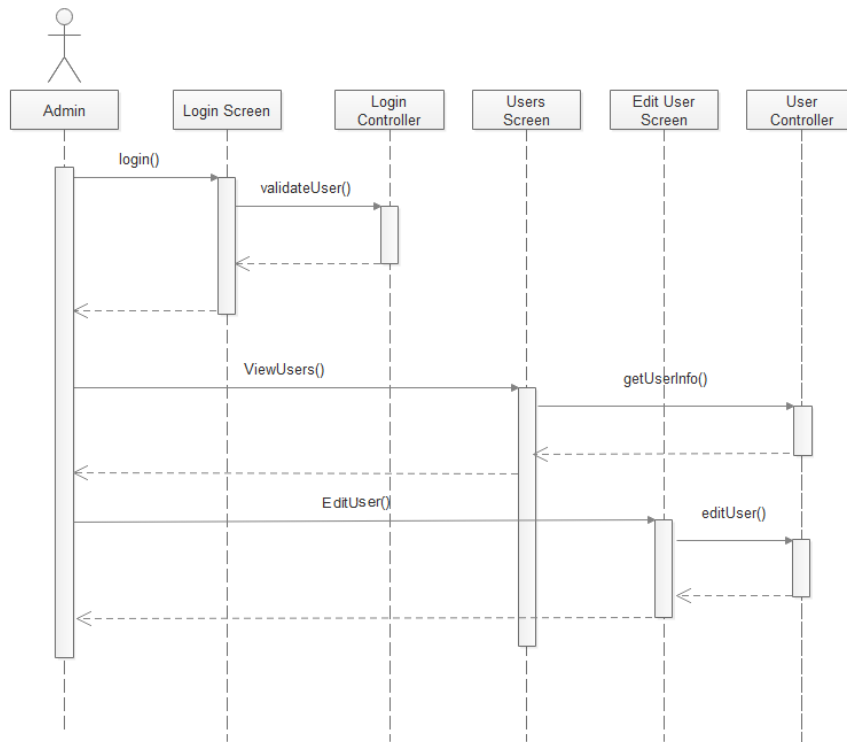 Admin
Login Screen
Login
Controller
Users
Screen
Edit User
Screen
User
Controller
login()
validateUser()
ViewUsers()
getUserInfo()
EditUser()
editUser()